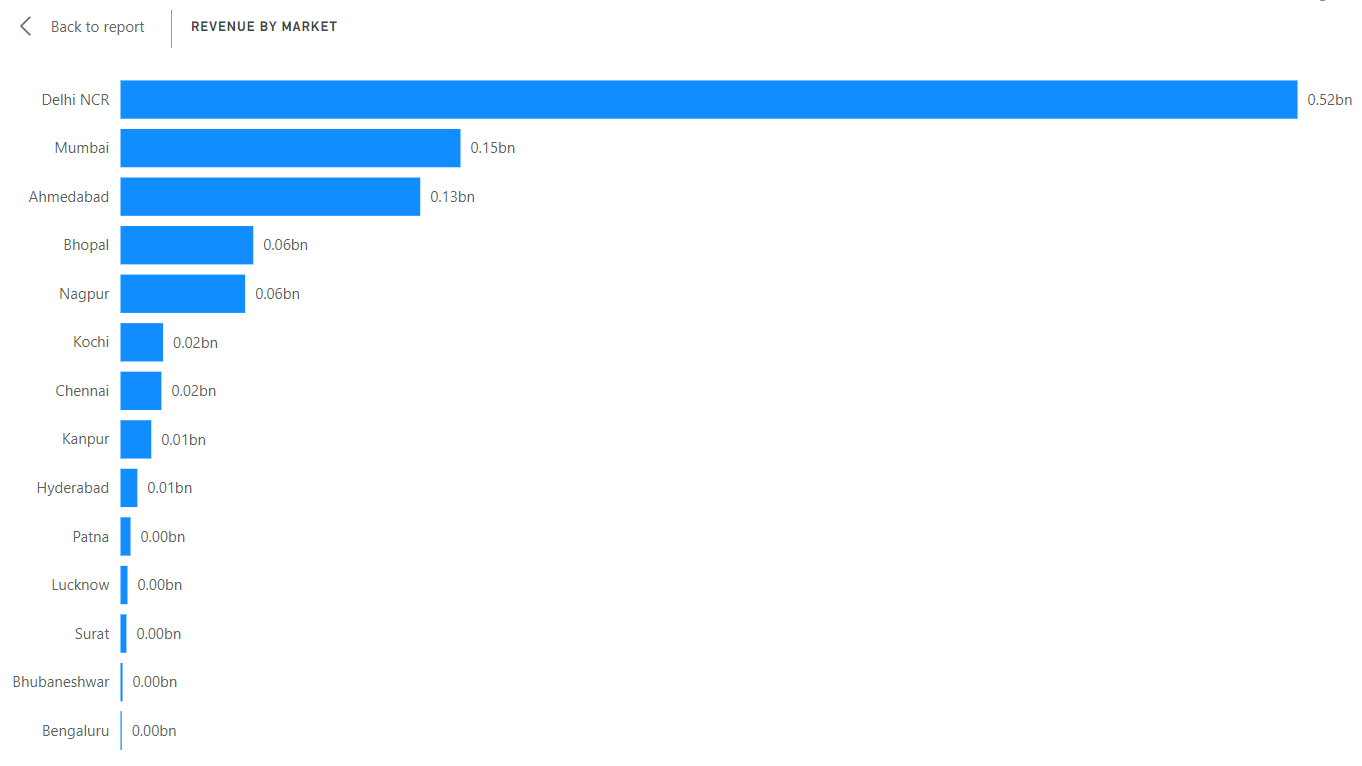 Back to report
REVENUE BY MARKET
Delhi NCR 0.52bn
Mumbai 0.15bn
Ahmedabad 0.13bn
Bhopal 0.06bn
Nagpur 0.06bn
Kochi 0.02bn
Chennai 0.02bn
Kanpur 0.01bn
Hyderabad 0.01bn
Patna 0.00bn
Lucknow 0.00bn
Surat 0.00bn
Bhubaneshwar 0.00bn
Bengaluru 0.00bn